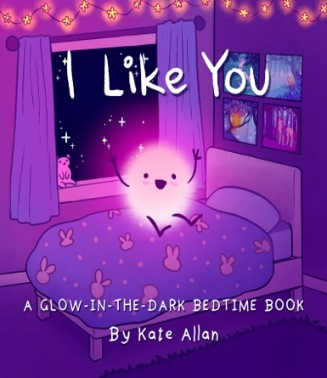 I Like You
A GLOW-IN-THE-DARK BEDTIME BOOK
By Kate Allan